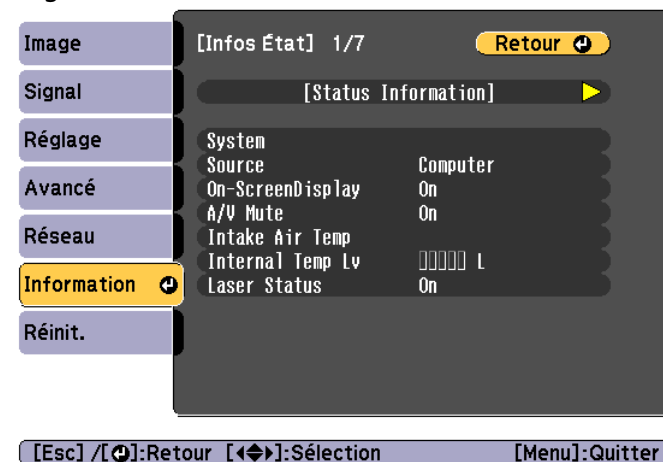 Image
Signal
Réglage
Avancé
Réseau
Information
Réinit.
[Infos État] 1/7 Retour
[Status Information]
System
Source Computer
On-ScreenDisplay On
A/V Mute On
Intake Air Temp
Internal Temp Lv L
Laser Status On
[Esc] /[ ]:Retour [ ]:Sélection [Menu]:Quitter